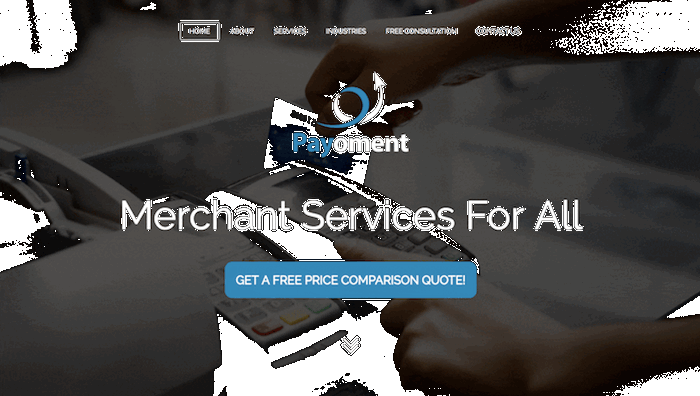 HOME ABOUT SERVICES INDUSTRIES FREE CONSULTATION CONTACT US
Payoment
Merchant Services For All
GET A FREE PRICE COMPARISON QUOTE!